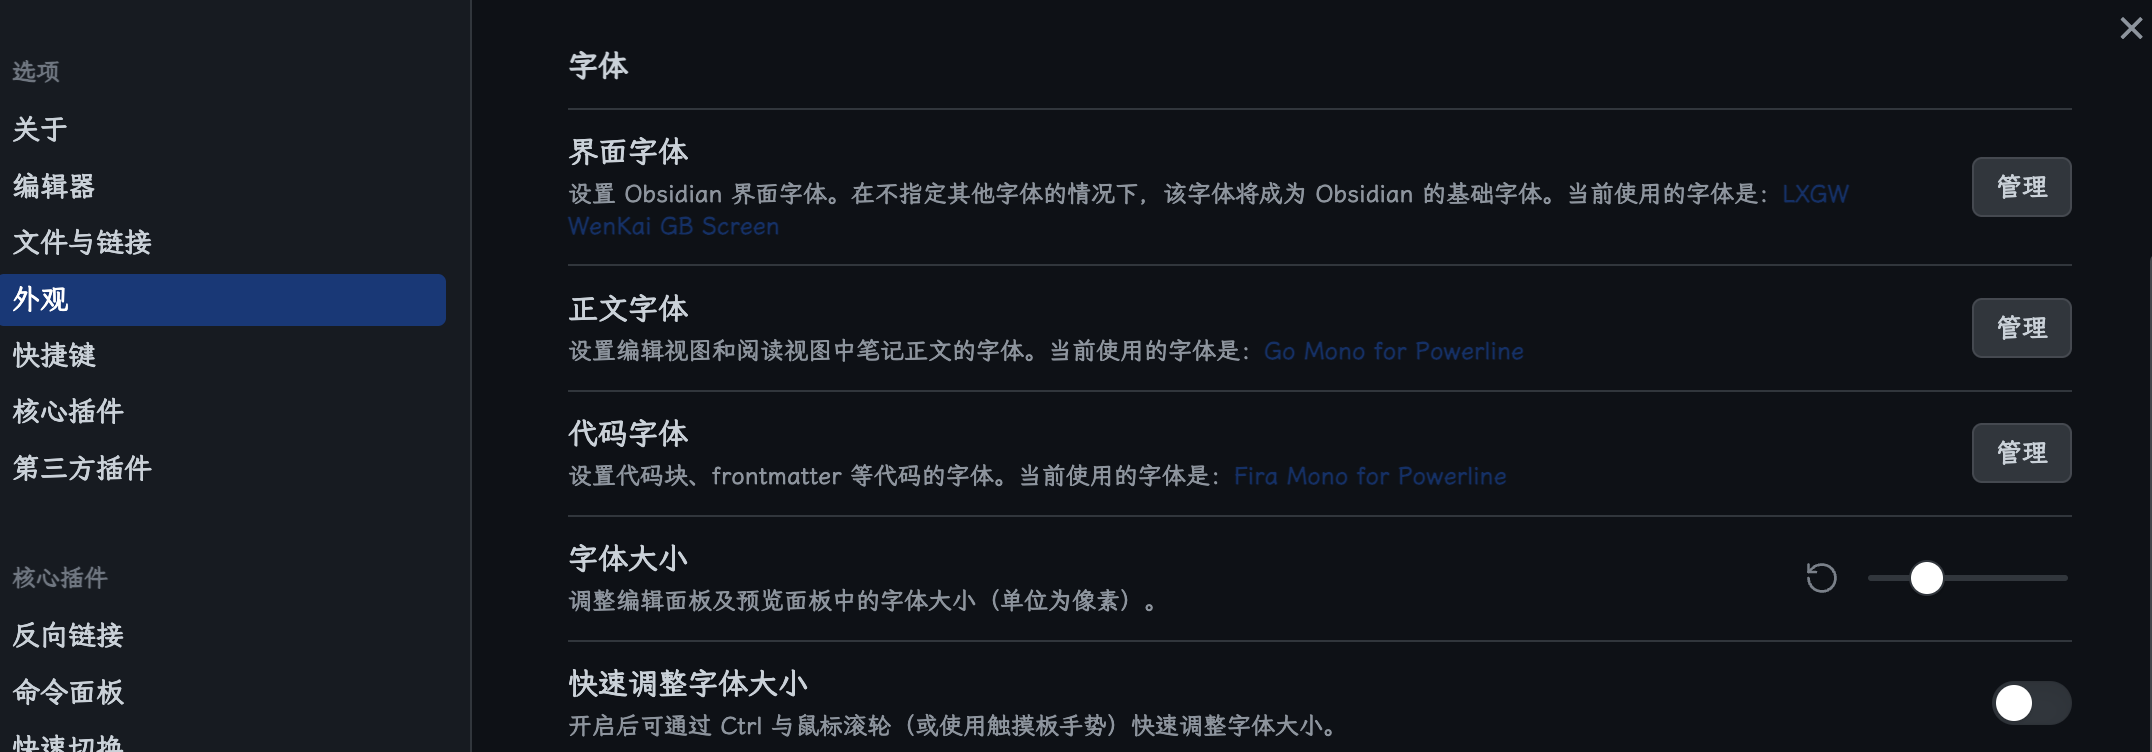 选项
关于
编辑器
文件与链接
外观
快捷键
核心插件
第三方插件
核心插件
反向链接
命令面板
快速切换
字体
界面字体
设置 Obsidian 界面字体。在不指定其他字体的情况下，该字体将成为 Obsidian 的基础字体。当前使用的字体是：LXGW
WenKai GB Screen
管理
正文字体
设置编辑视图和阅读视图中笔记正文的字体。当前使用的字体是：Go Mono for Powerline
管理
代码字体
设置代码块、frontmatter 等代码的字体。当前使用的字体是：Fira Mono for Powerline
管理
字体大小
调整编辑面板及预览面板中的字体大小（单位为像素）。
快速调整字体大小
开启后可通过 Ctrl 与鼠标滚轮（或使用触摸板手势）快速调整字体大小。